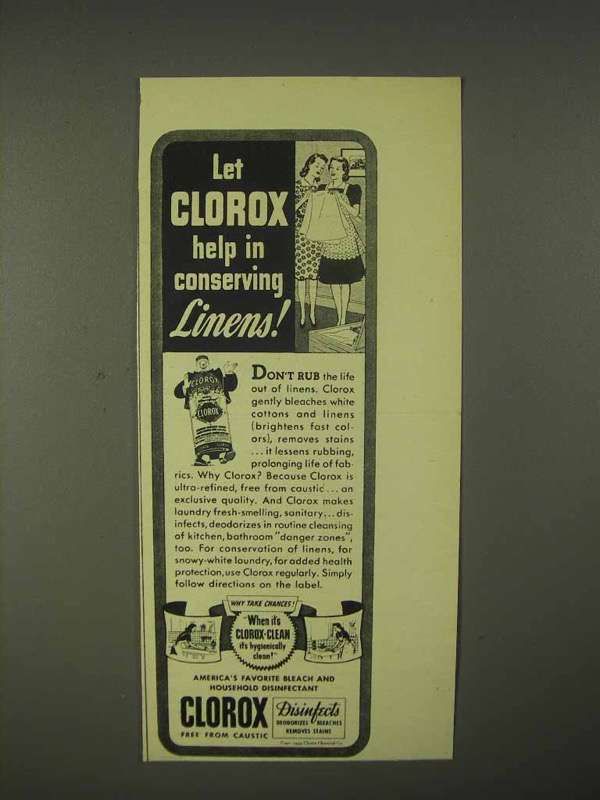 Let
CLOROX
help in
conserving
Linens!
CLOROX
CLOROX
DON'T RUB the life
out of linens. Clorox
gently bleaches white
cottons and linens
(brightens fast col-
ors), removes stains
... it lessens rubbing,
prolonging life of fab-
rics. Why Clorox? Because Clorox is
ultra-refined, free from caustic... an
exclusive quality. And Clorox makes
laundry fresh-smelling, sanitary... dis-
infects, deodorizes in routine cleansing
of kitchen, bathroom "danger zones",
too. For conservation of linens, for
snowy-white laundry, for added health
protection, use Clorox regularly. Simply
follow directions on the label.
WHY TAKE CHANCES!
"When it's
CLOROX-CLEAN
it's hygienically
clean!"
AMERICA'S FAVORITE BLEACH AND
HOUSEHOLD DISINFECTANT
CLOROX
FREE FROM CAUSTIC
Disinfects
DEODORIZES BLEACHES
REMOVES STAINS
Clorox Chemical Co.